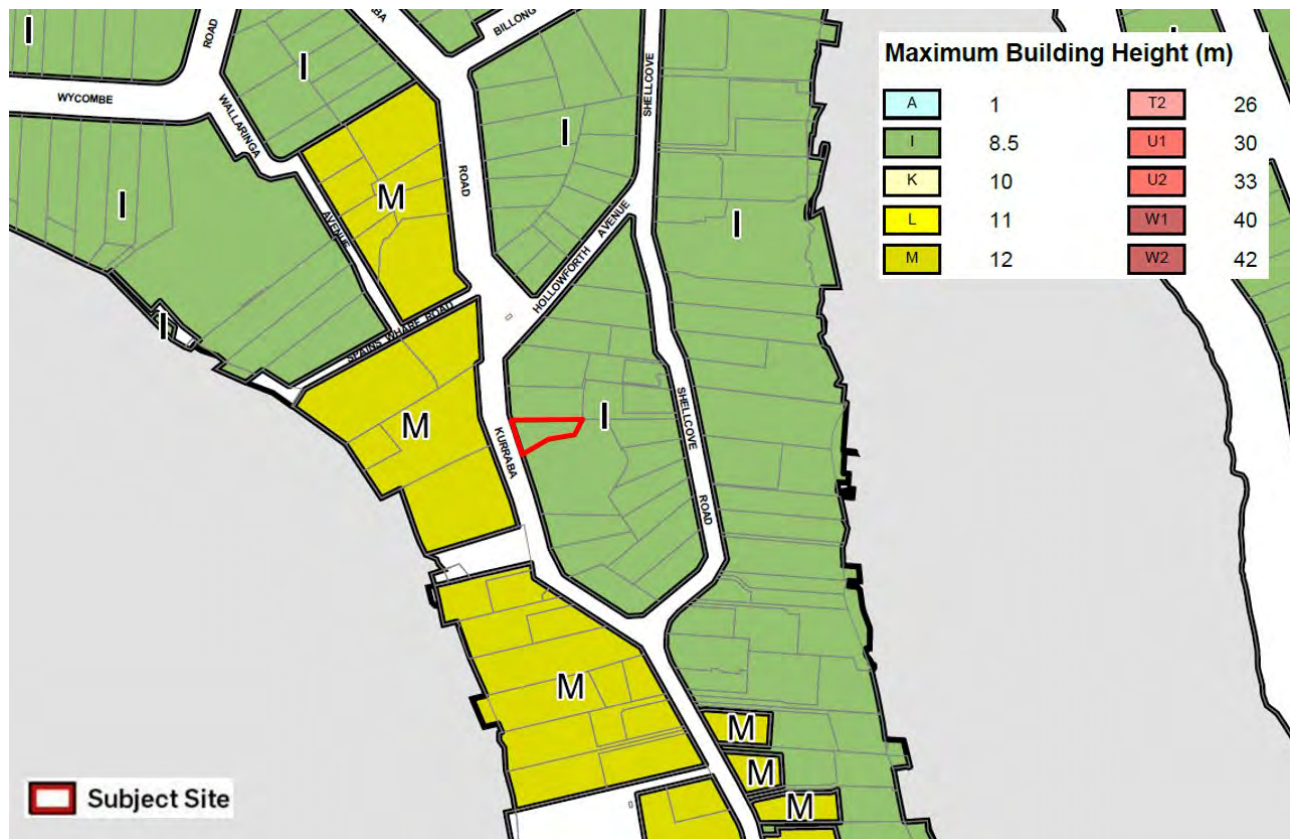 I
ROAD
I
ABA
BILLONG
SHELLCOVE
I
WYCOMBE
WALLARINGA
AVENUE
I
M
ROAD
I
HOLLOWFORTH AVENUE
I
SPAINS WHARF ROAD
I
M
KURRABA
I
SHELLCOVE
ROAD
M
M
M
M
Maximum Building Height (m)
A 1 T2 26
I 8.5 U1 30
K 10 U2 33
L 11 W1 40
M 12 W2 42
Subject Site